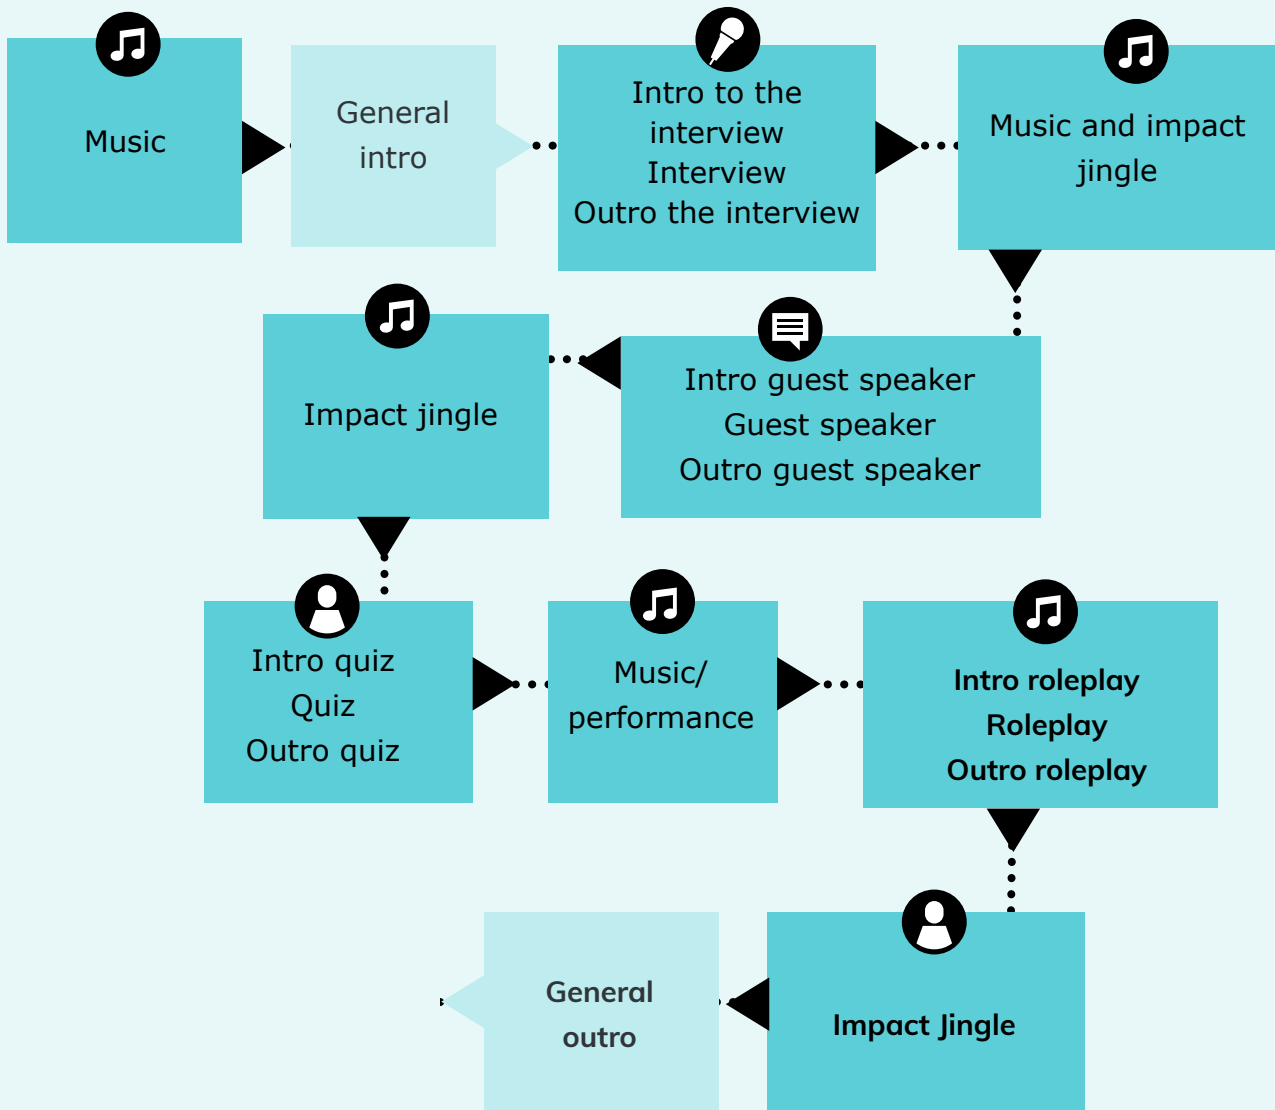 Music
General
intro
Intro to the
interview
Interview
Outro the interview
Music and impact
jingle
Intro guest speaker
Guest speaker
Outro guest speaker
Impact jingle
Intro quiz
Quiz
Outro quiz
Music/
performance
Intro roleplay
Roleplay
Outro roleplay
Impact Jingle
General
outro